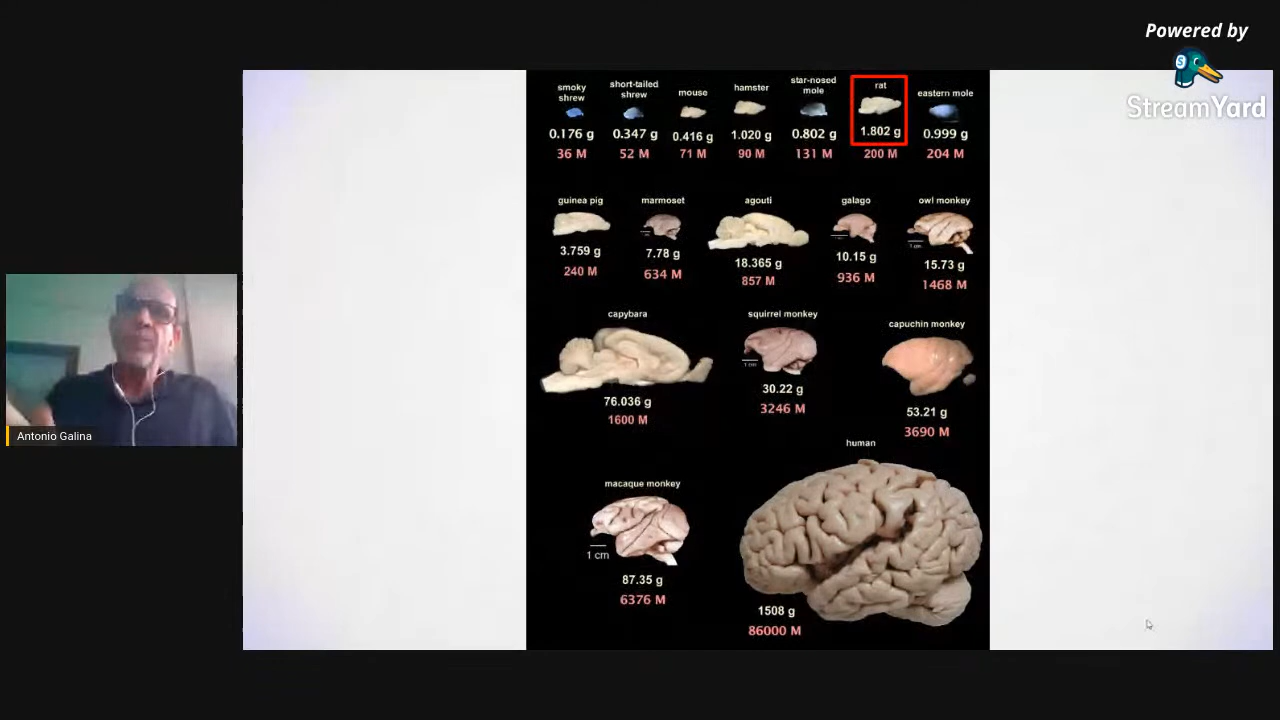 Powered by
StreamYard
smoky
shrew
0.176 g
36 M
short-tailed
shrew
0.347 g
52 M
mouse
0.416 g
71 M
hamster
1.020 g
90 M
star-nosed
mole
0.802 g
131 M
rat
1.802 g
200 M
eastern mole
0.999 g
204 M
guinea pig
3.759 g
240 M
marmoset
7.78 g
634 M
agouti
18.365 g
857 M
galago
10.15 g
936 M
owl monkey
1 cm
15.73 g
1468 M
capybara
76.036 g
1600 M
squirrel monkey
1 cm
30.22 g
3246 M
capuchin monkey
53.21 g
3690 M
macaque monkey
1 cm
87.35 g
6376 M
human
1508 g
86000 M
Antonio Galina